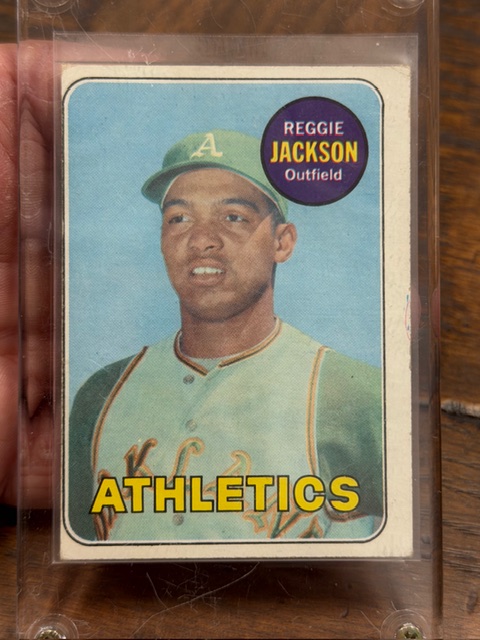 REGGIE
JACKSON
Outfield
A
ATHLETICS